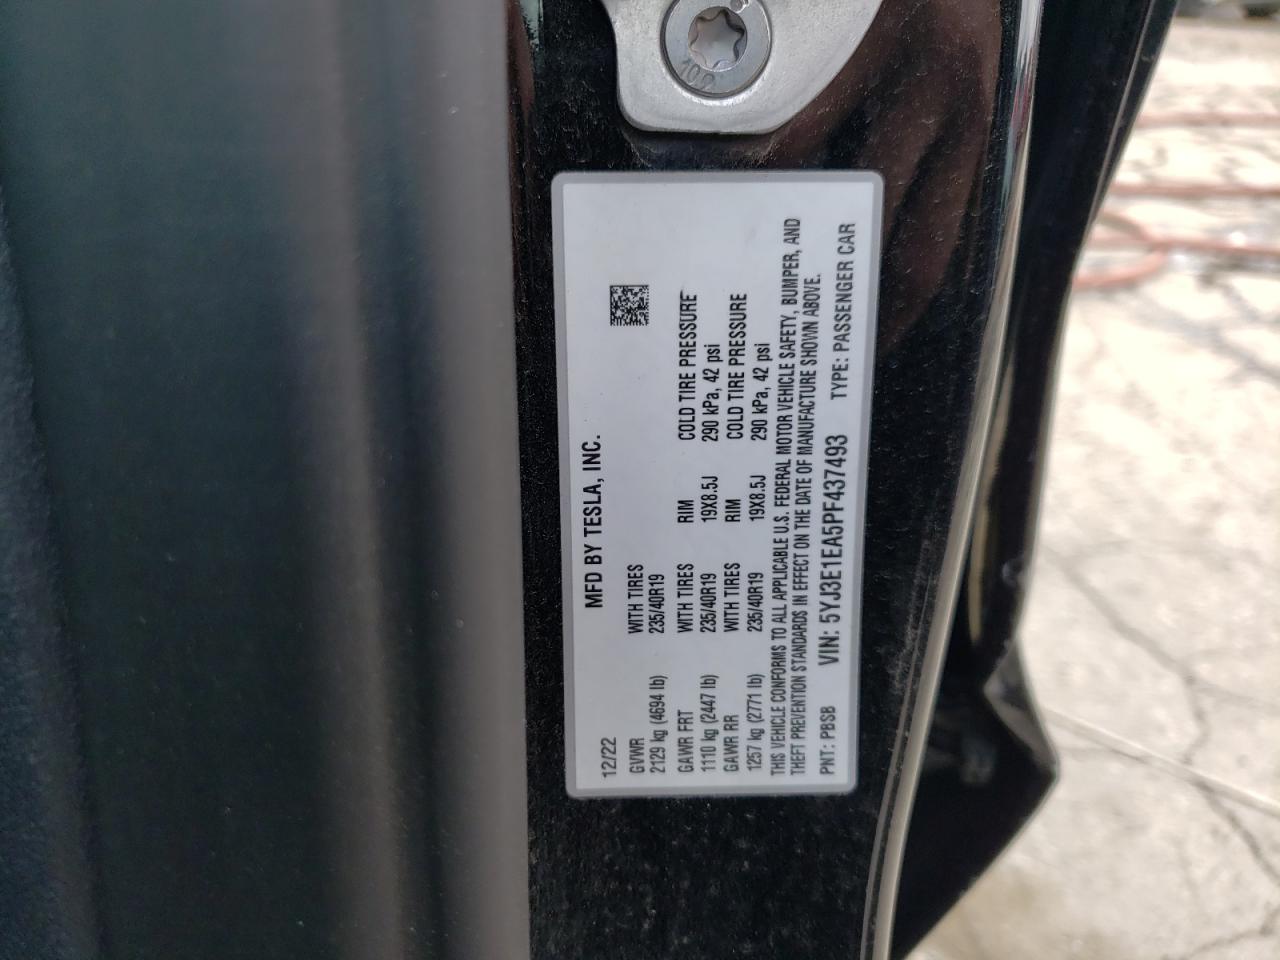 10.9
MFD BY TESLA, INC.
12/22
GVWR WITH TIRES
2129 kg (4694 lb) 235/40R19
GAWR FRT WITH TIRES RIM COLD TIRE PRESSURE
1110 kg (2447 lb) 235/40R19 19X8.5J 290 kPa, 42 psi
GAWR RR WITH TIRES RIM COLD TIRE PRESSURE
1257 kg (2771 lb) 235/40R19 19X8.5J 290 kPa, 42 psi
THIS VEHICLE CONFORMS TO ALL APPLICABLE U.S. FEDERAL MOTOR VEHICLE SAFETY, BUMPER, AND
THEFT PREVENTION STANDARDS IN EFFECT ON THE DATE OF MANUFACTURE SHOWN ABOVE.
PNT: PBSB VIN: 5YJ3E1EA5PF437493 TYPE: PASSENGER CAR